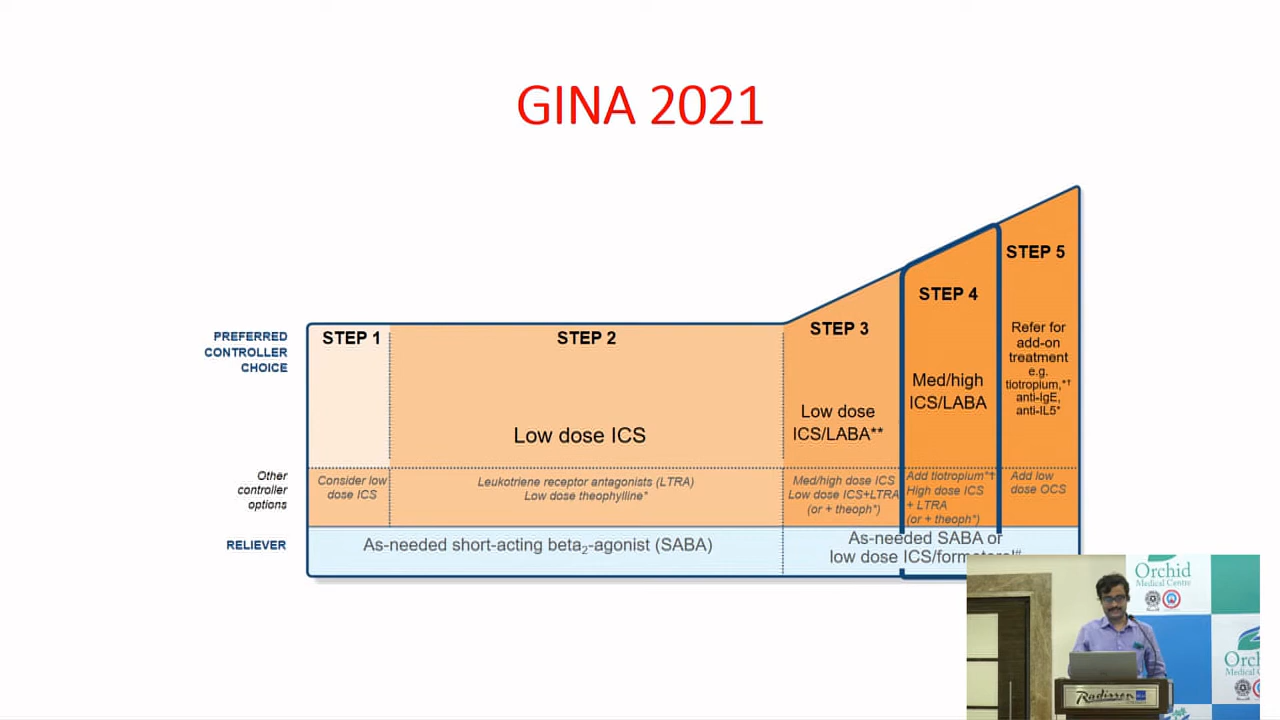 GINA 2021
PREFERRED
CONTROLLER
CHOICE
STEP 1
STEP 2
Low dose ICS
STEP 3
Low dose
ICS/LABA**
STEP 4
Med/high
ICS/LABA
STEP 5
Refer for
add-on
treatment
e.g.
tiotropium,*†
anti-IgE,
anti-IL5*
Other
controller
options
Consider low
dose ICS
Leukotriene receptor antagonists (LTRA)
Low dose theophylline*
Med/high dose ICS
Low dose ICS+LTRA
(or + theoph*)
Add tiotropium*†
High dose ICS
+ LTRA
(or + theoph*)
Add low
dose OCS
RELIEVER
As-needed short-acting beta₂-agonist (SABA)
As-needed SABA or
low dose ICS/formoterol#
Orchid
Medical Centre
Orch
Medical
Radisson